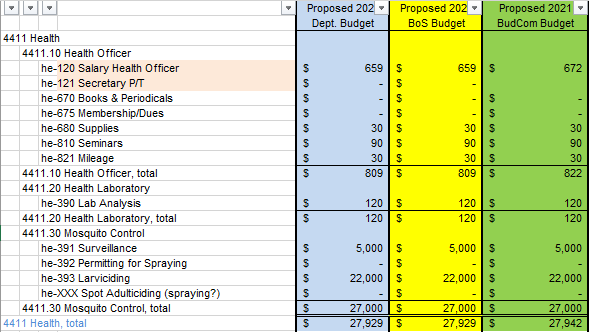 Proposed 202 Proposed 202 Proposed 2021
Dept. Budget BoS Budget BudCom Budget
4411 Health
4411.10 Health Officer
he-120 Salary Health Officer $ 659 $ 659 $ 672
he-121 Secretary P/T $ - $ -
he-670 Books & Periodicals $ - $ - $ -
he-675 Membership/Dues $ - $ - $ -
he-680 Supplies $ 30 $ 30 $ 30
he-810 Seminars $ 90 $ 90 $ 90
he-821 Mileage $ 30 $ 30 $ 30
4411.10 Health Officer, total $ 809 $ 809 $ 822
4411.20 Health Laboratory
he-390 Lab Analysis $ 120 $ 120 $ 120
4411.20 Health Laboratory, total $ 120 $ 120 $ 120
4411.30 Mosquito Control
he-391 Surveillance $ 5,000 $ 5,000 $ 5,000
he-392 Permitting for Spraying $ - $ - $ -
he-393 Larviciding $ 22,000 $ 22,000 $ 22,000
he-XXX Spot Adulticiding (spraying?) $ - $ - $ -
4411.30 Mosquito Control, total $ 27,000 $ 27,000 $ 27,000
4411 Health, total $ 27,929 $ 27,929 $ 27,942